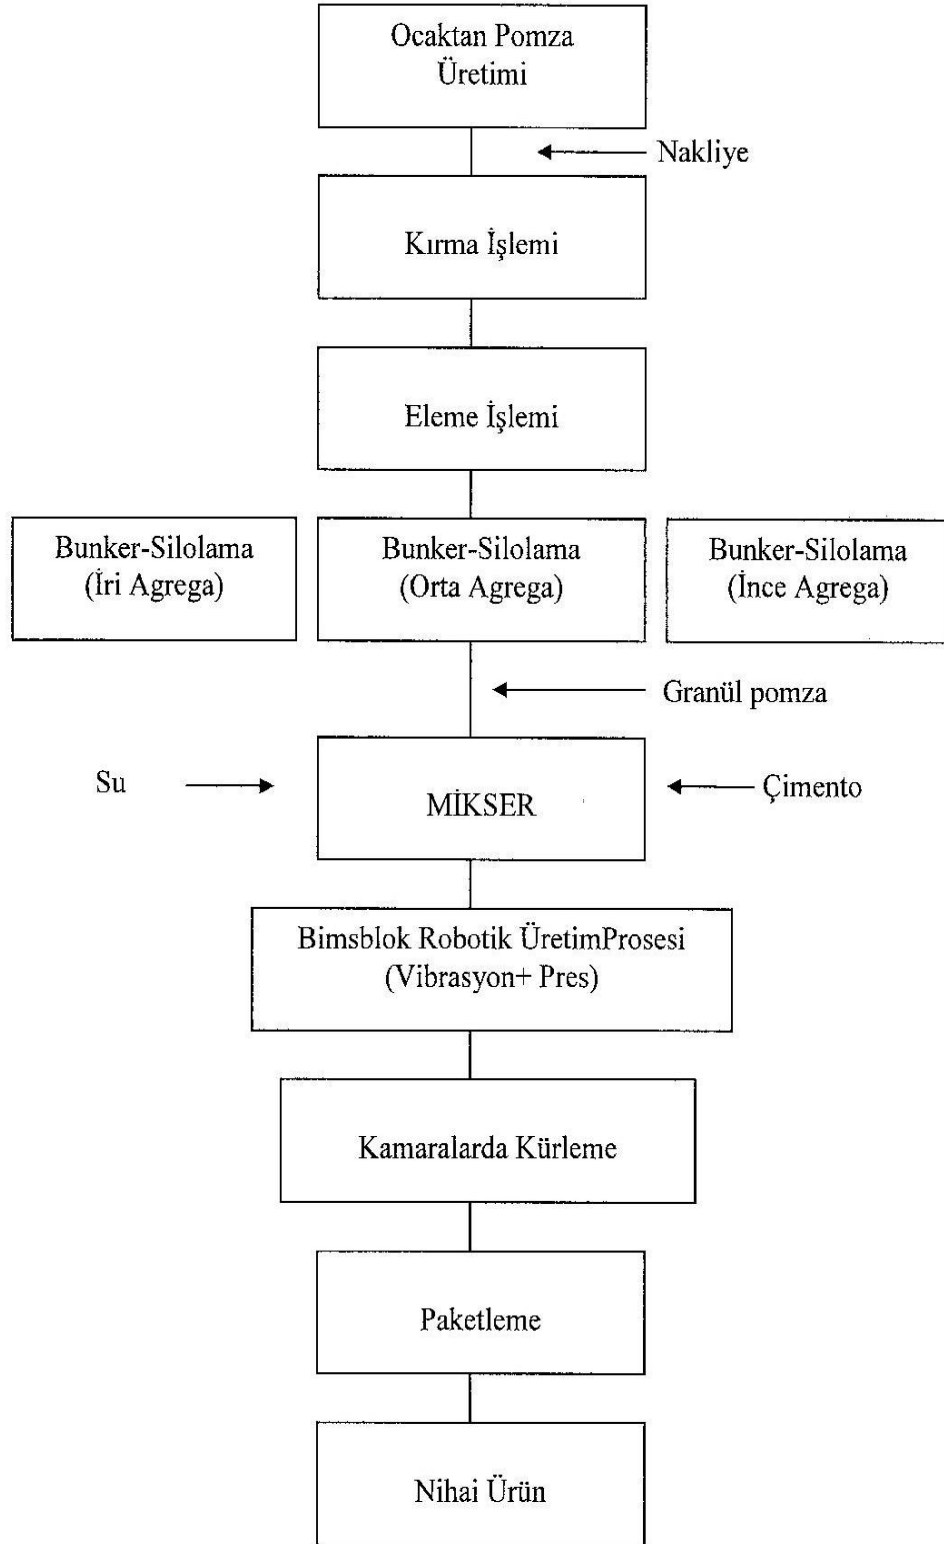 Ocaktan Pomza
Üretimi
Nakliye
Kırma İşlemi
Eleme İşlemi
Bunker-Silolama
(İri Agrega)
Bunker-Silolama
(Orta Agrega)
Bunker-Silolama
(İnce Agrega)
Granül pomza
Su
MİKSER
Çimento
Bimsblok Robotik ÜretimProsesi
(Vibrasyon+ Pres)
Kamaralarda Kürleme
Paketleme
Nihai Ürün